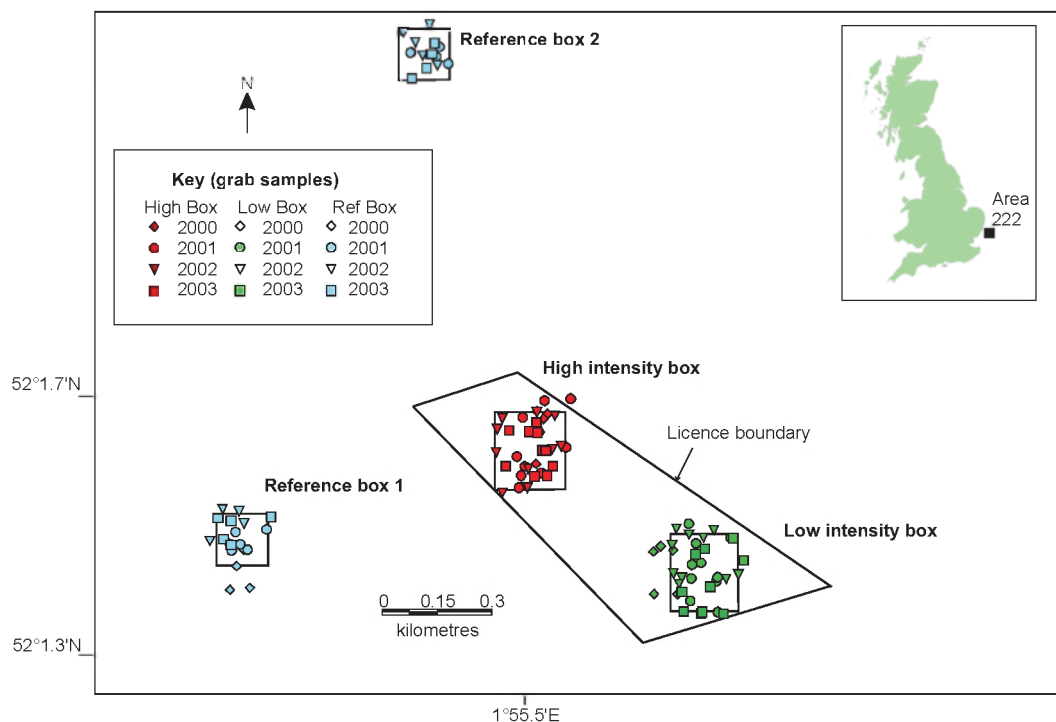 Reference box 2
N
Key (grab samples)
High Box Low Box Ref Box
2000 2000 2000
2001 2001 2001
2002 2002 2002
2003 2003 2003
Area
222
52°1.7'N
High intensity box
Licence boundary
Reference box 1
Low intensity box
0 0.15 0.3
kilometres
52°1.3'N
1°55.5'E